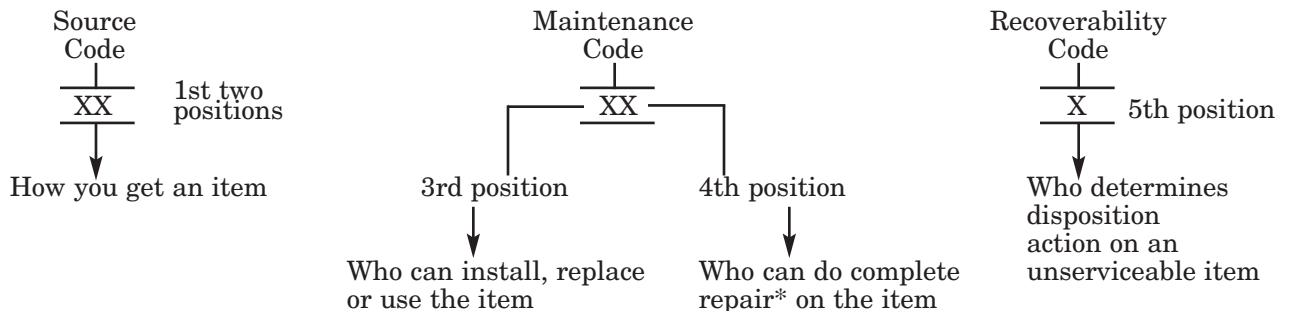 Source
Code
XX
1st two
positions
How you get an item
Maintenance
Code
XX
3rd position
Who can install, replace
or use the item
4th position
Who can do complete
repair* on the item
Recoverability
Code
X
5th position
Who determines
disposition
action on an
unserviceable item